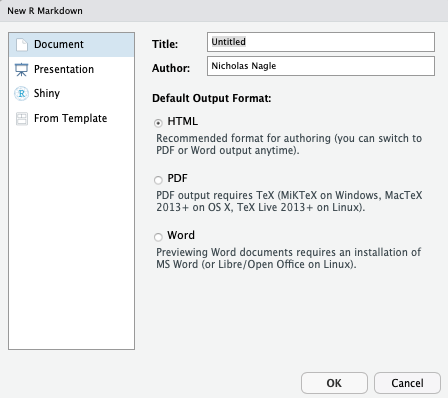 New R Markdown
Document
Presentation
Shiny
From Template
Title:
Untitled
Author:
Nicholas Nagle
Default Output Format:
HTML
Recommended format for authoring (you can switch to
PDF or Word output anytime).
PDF
PDF output requires TeX (MiKTeX on Windows, MacTeX
2013+ on OS X, TeX Live 2013+ on Linux).
Word
Previewing Word documents requires an installation of
MS Word (or Libre/Open Office on Linux).
OK
Cancel